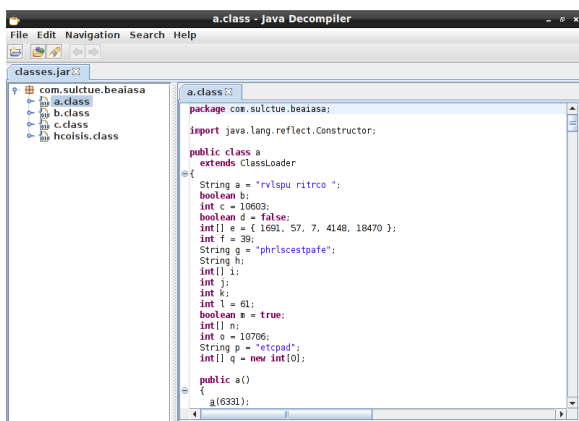 a.class - Java Decompiler
File Edit Navigation Search Help
classes.jar
com.sulctue.beaiasa
a.class
b.class
c.class
hcoisis.class
a.class
package com.sulctue.beaiasa;
import java.lang.reflect.Constructor;
public class a
extends ClassLoader
{
String a = "rvlspu ritrco ";
boolean b;
int c = 10603;
boolean d = false;
int[] e = { 1691, 57, 7, 4148, 18470 };
int f = 39;
String g = "phrlscestpafe";
String h;
int[] i;
int j;
int k;
int l = 61;
boolean m = true;
int[] n;
int o = 10706;
String p = "etcpad";
int[] q = new int[0];
public a()
{
a(6331);